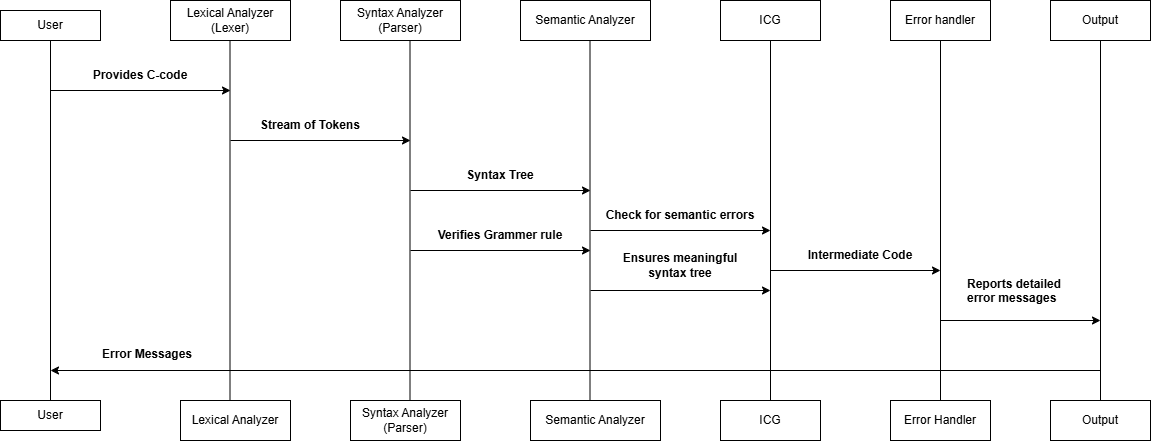 User
Lexical Analyzer
(Lexer)
Syntax Analyzer
(Parser)
Semantic Analyzer
ICG
Error handler
Output
Provides C-code
Stream of Tokens
Syntax Tree
Check for semantic errors
Verifies Grammer rule
Intermediate Code
Ensures meaningful
syntax tree
Reports detailed
error messages
Error Messages
User
Lexical Analyzer
Syntax Analyzer
(Parser)
Semantic Analyzer
ICG
Error Handler
Output